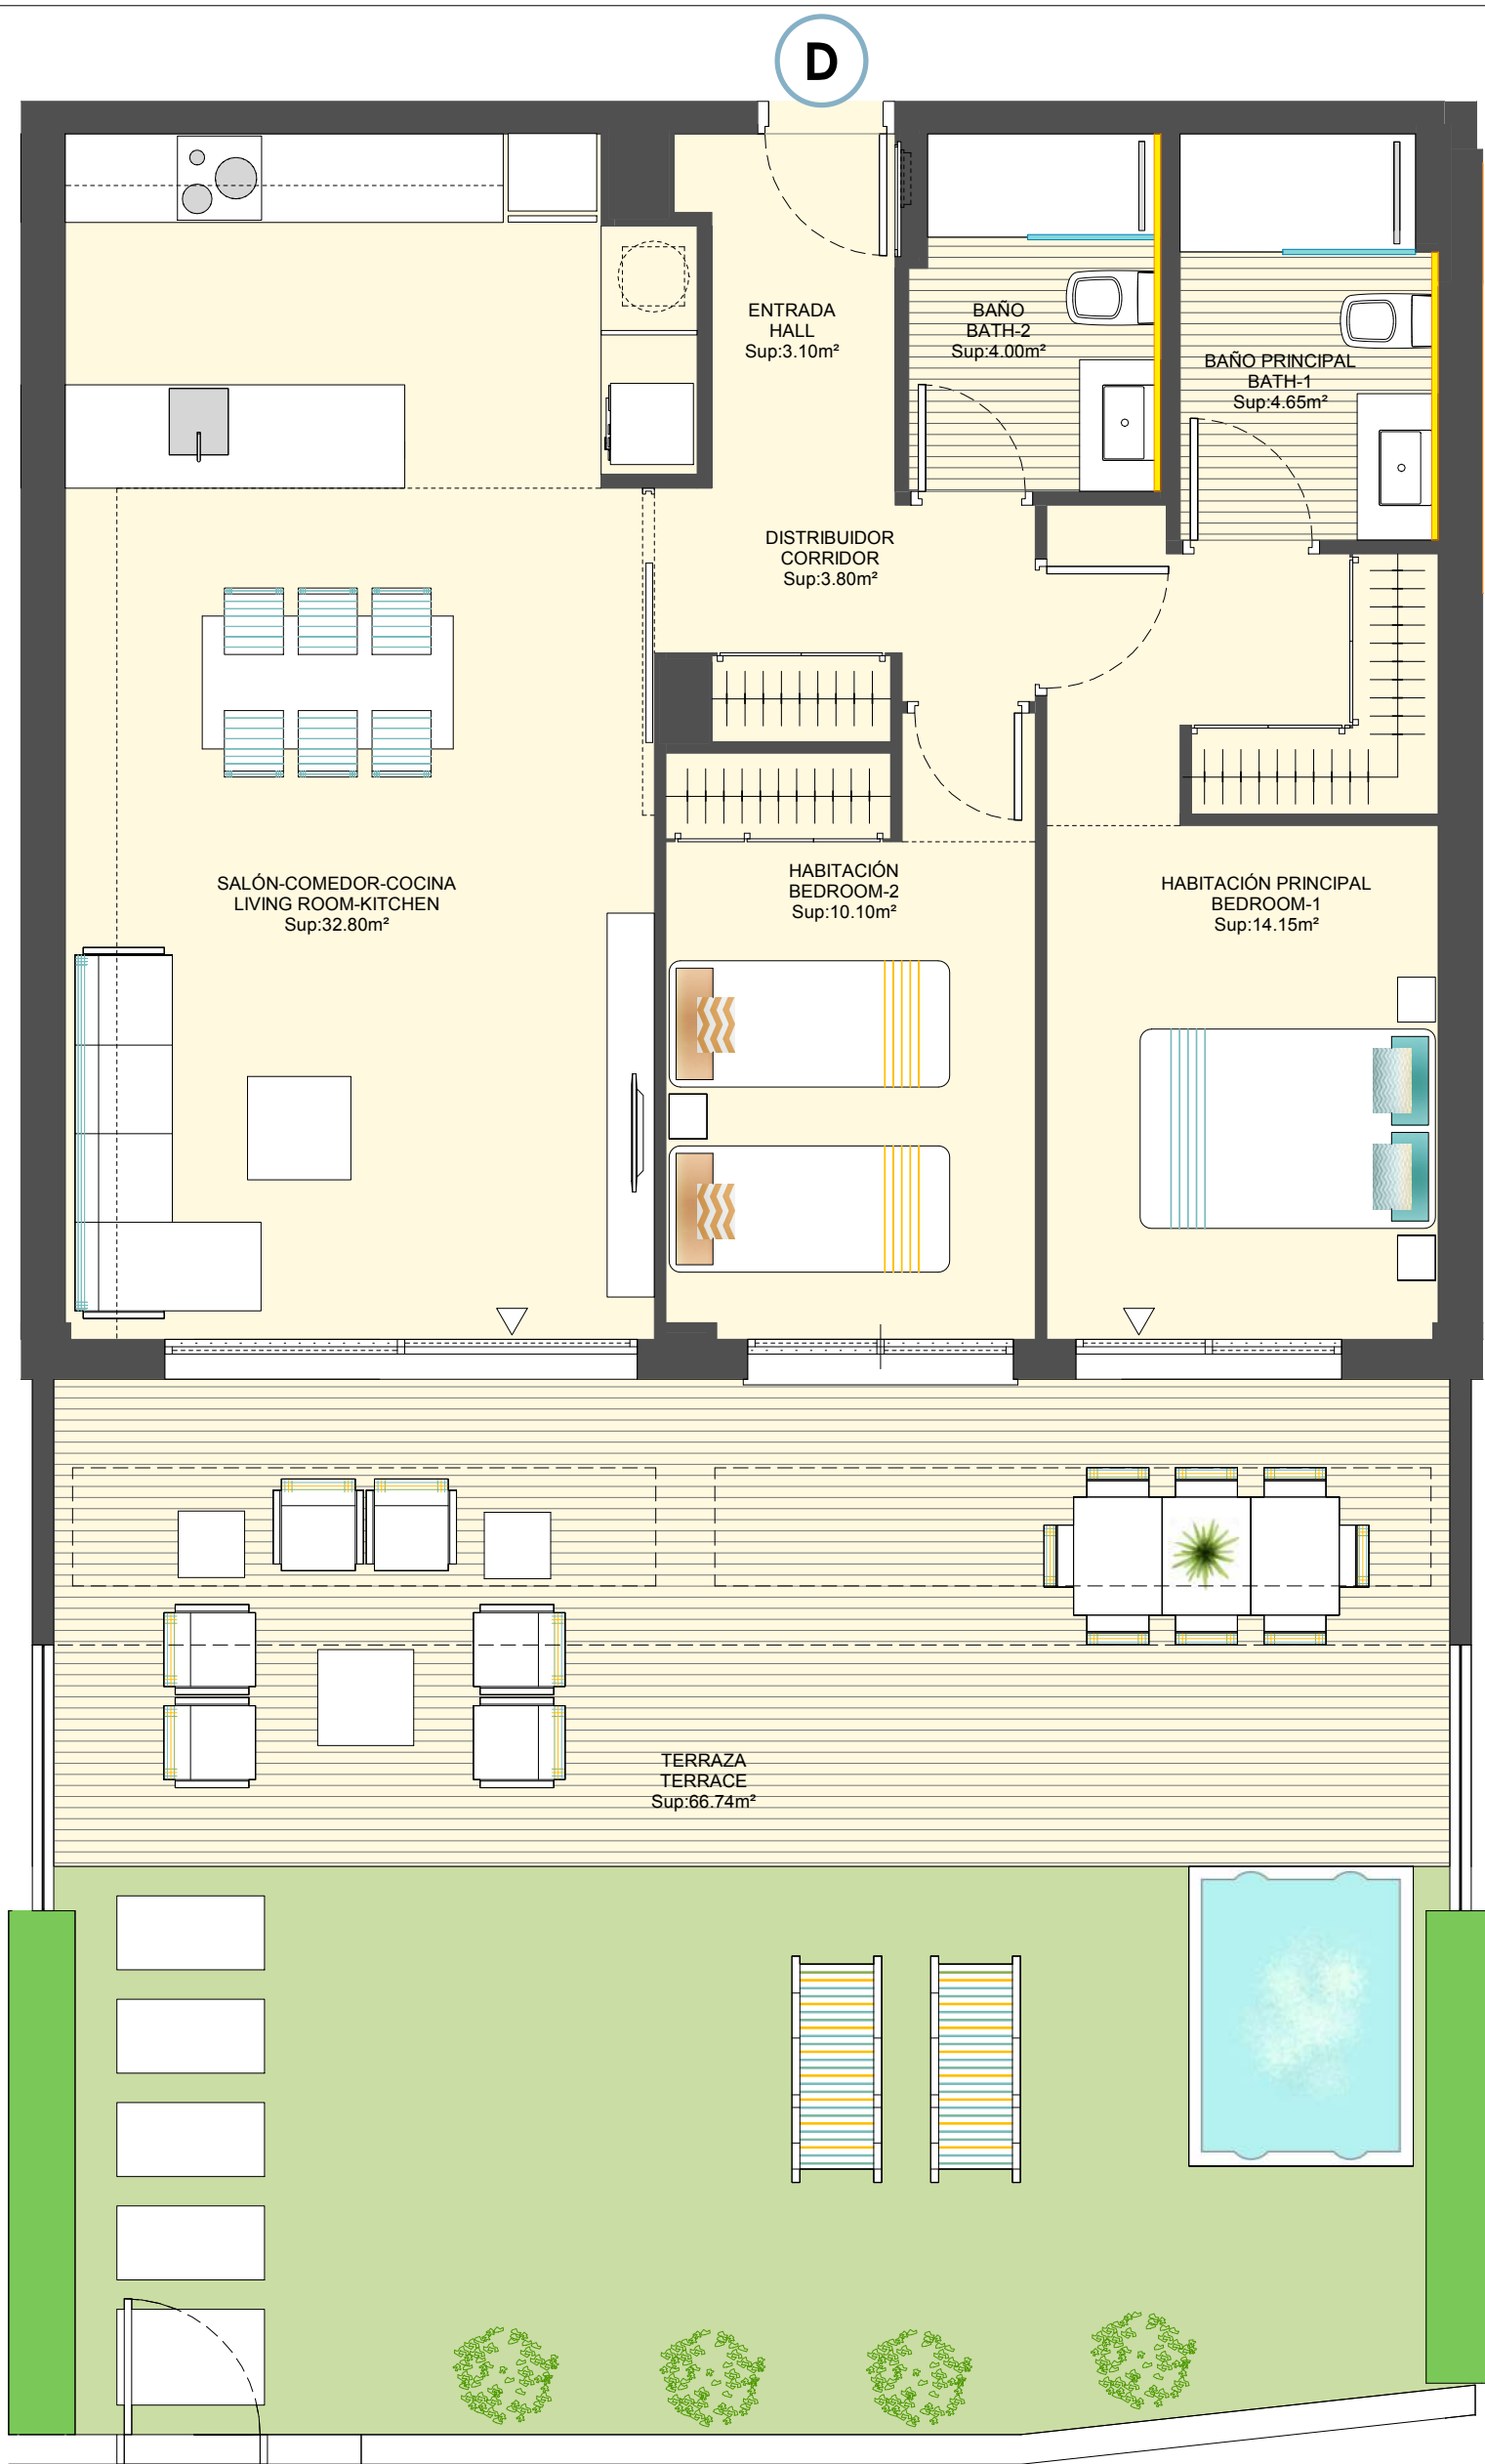 D
ENTRADA
HALL
Sup:3.10m²
BAÑO
BATH-2
Sup:4.00m²
BAÑO PRINCIPAL
BATH-1
Sup:4.65m²
DISTRIBUIDOR
CORRIDOR
Sup:3.80m²
SALÓN-COMEDOR-COCINA
LIVING ROOM-KITCHEN
Sup:32.80m²
HABITACIÓN
BEDROOM-2
Sup:10.10m²
HABITACIÓN PRINCIPAL
BEDROOM-1
Sup:14.15m²
TERRAZA
TERRACE
Sup:66.74m²